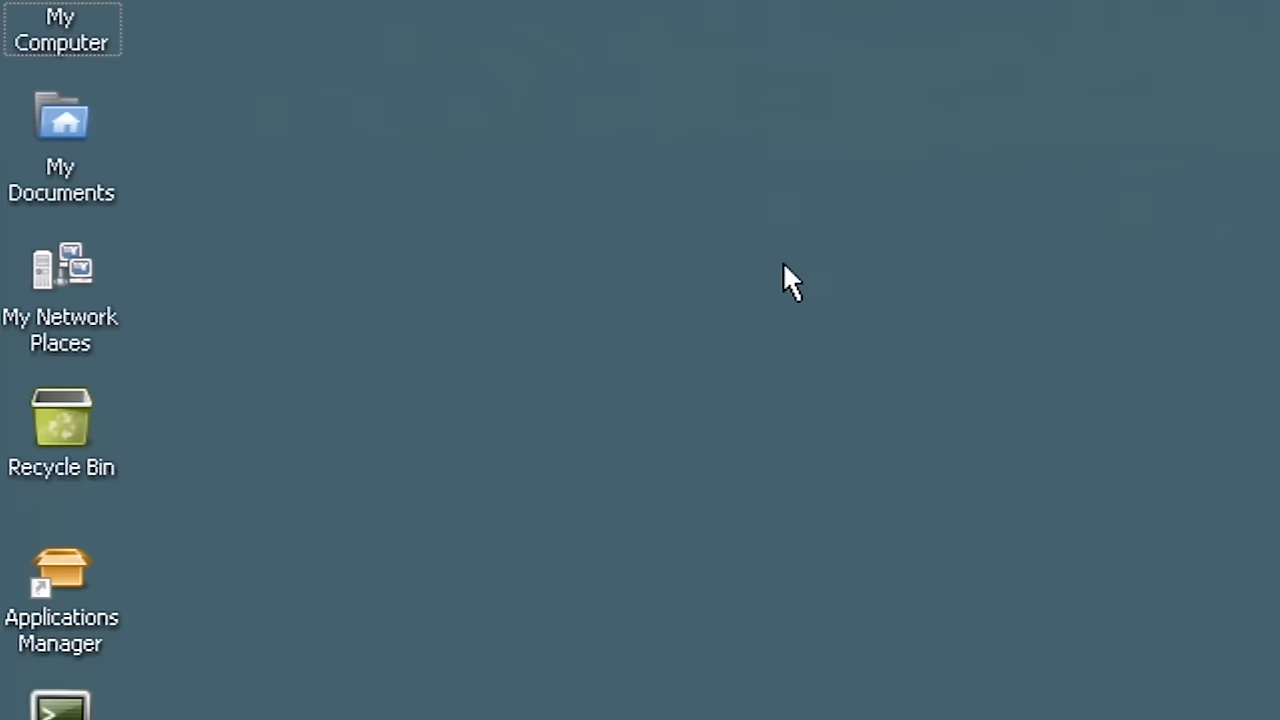 My
Computer
My
Documents
My Network
Places
Recycle Bin
Applications
Manager
>